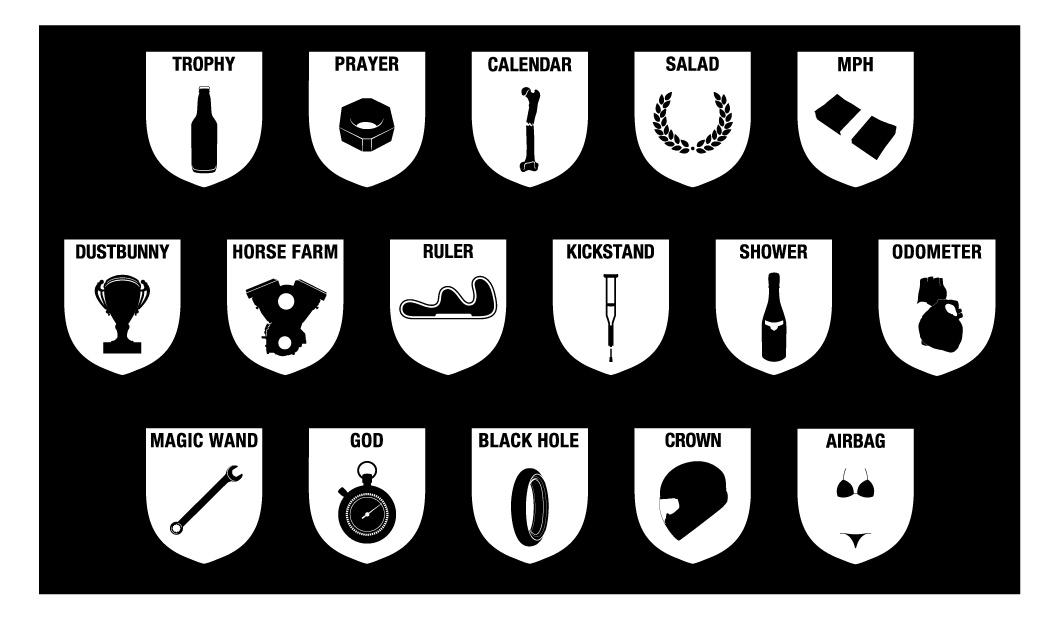 TROPHY
PRAYER
CALENDAR
SALAD
MPH
DUSTBUNNY
HORSE FARM
RULER
KICKSTAND
SHOWER
ODOMETER
MAGIC WAND
GOD
BLACK HOLE
CROWN
AIRBAG